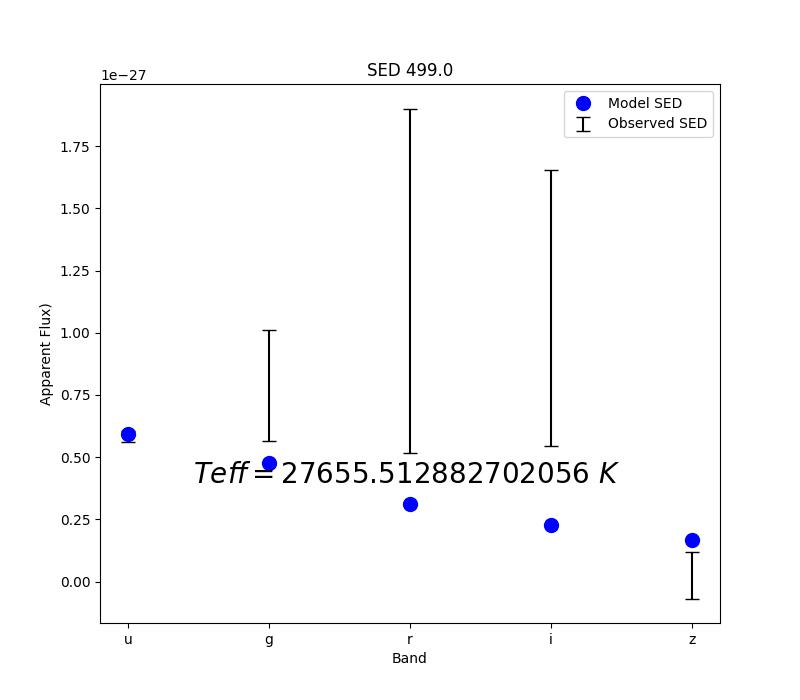 SED 499.0
1e−27
Model SED
Observed SED
1.75
1.50
1.25
1.00
0.75
0.50
0.25
0.00
Apparent Flux)
Teff = 27655.512882702056 K
u g r i z
Band